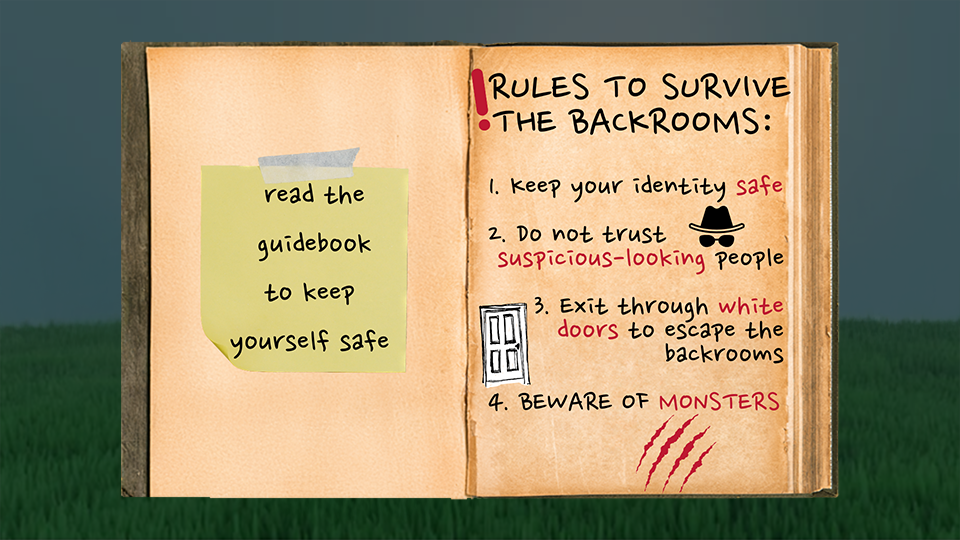 read the
guidebook
to keep
yourself safe
! RULES TO SURVIVE
THE BACKROOMS:
1. Keep your identity safe
2. Do not trust
suspicious-looking people
3. Exit through white
doors to escape the
backrooms
4. BEWARE OF MONSTERS